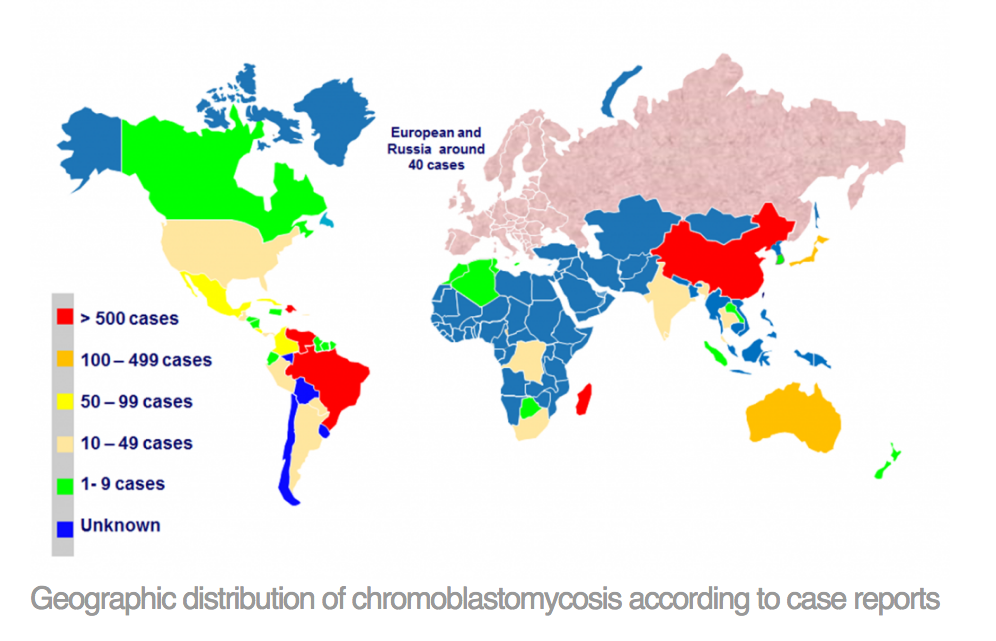 European and
Russia around
40 cases
> 500 cases
100 – 499 cases
50 – 99 cases
10 – 49 cases
1- 9 cases
Unknown
Geographic distribution of chromoblastomycosis according to case reports